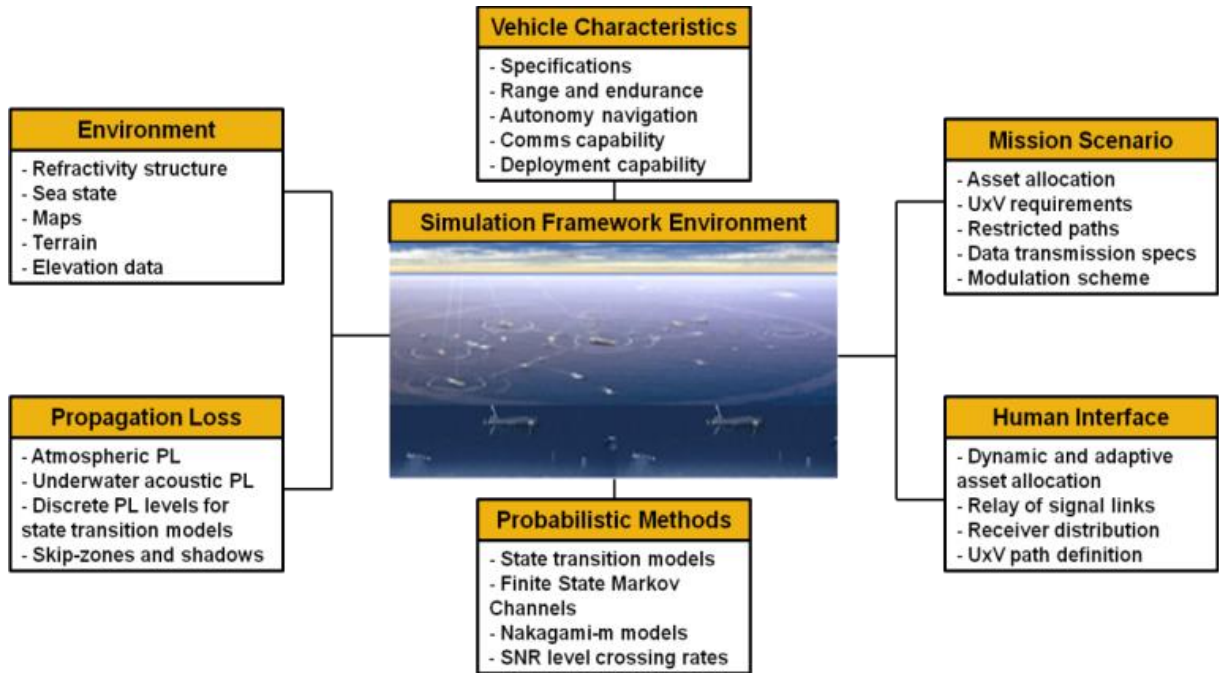 Vehicle Characteristics
- Specifications
- Range and endurance
- Autonomy navigation
- Comms capability
- Deployment capability
Environment
- Refractivity structure
- Sea state
- Maps
- Terrain
- Elevation data
Mission Scenario
- Asset allocation
- UxV requirements
- Restricted paths
- Data transmission specs
- Modulation scheme
Simulation Framework Environment
Propagation Loss
- Atmospheric PL
- Underwater acoustic PL
- Discrete PL levels for
state transition models
- Skip-zones and shadows
Human Interface
- Dynamic and adaptive
asset allocation
- Relay of signal links
- Receiver distribution
- UxV path definition
Probabilistic Methods
- State transition models
- Finite State Markov
Channels
- Nakagami-m models
- SNR level crossing rates